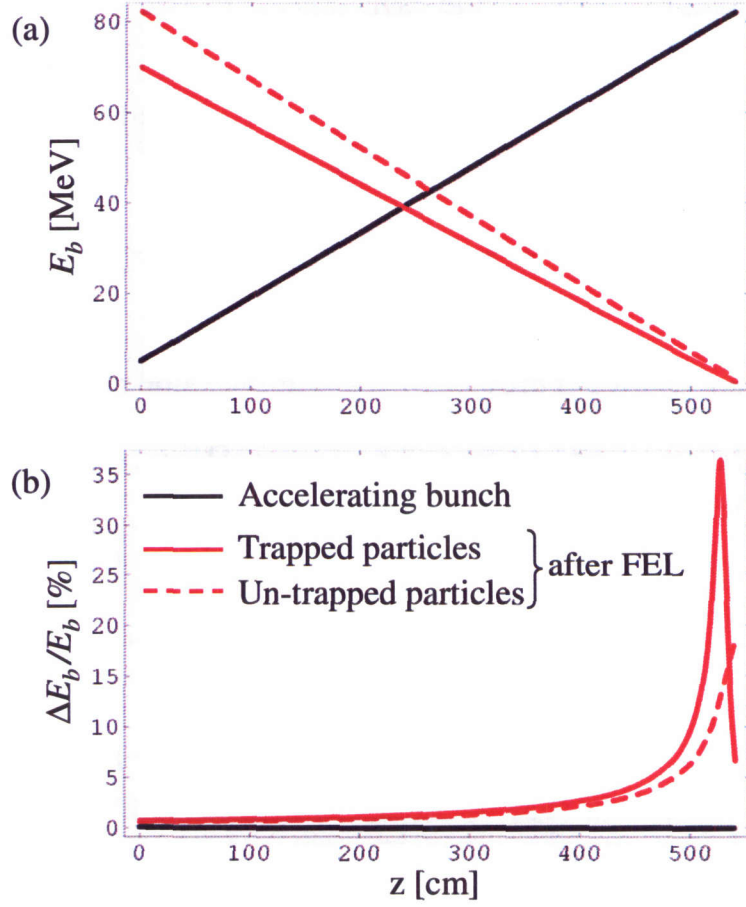 (a)
80
60
40
20
0
E_b [MeV]
0 100 200 300 400 500
(b)
35
30
25
20
15
10
5
0
ΔE_b/E_b [%]
Accelerating bunch
Trapped particles
Un-trapped particles
after FEL
0 100 200 300 400 500
z [cm]